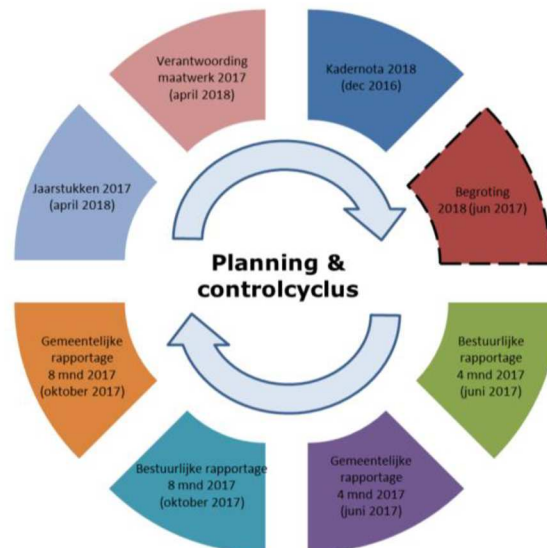 Kadernota 2018
(dec 2016)
Begroting
2018 (jun 2017)
Bestuurlijke
rapportage
4 mnd 2017
(juni 2017)
Gemeentelijke
rapportage
4 mnd 2017
(juni 2017)
Bestuurlijke rapportage
8 mnd 2017
(oktober 2017)
Gemeentelijke
rapportage
8 mnd 2017
(oktober 2017)
Jaarstukken 2017
(april 2018)
Verantwoording
maatwerk 2017
(april 2018)
Planning &
controlcyclus